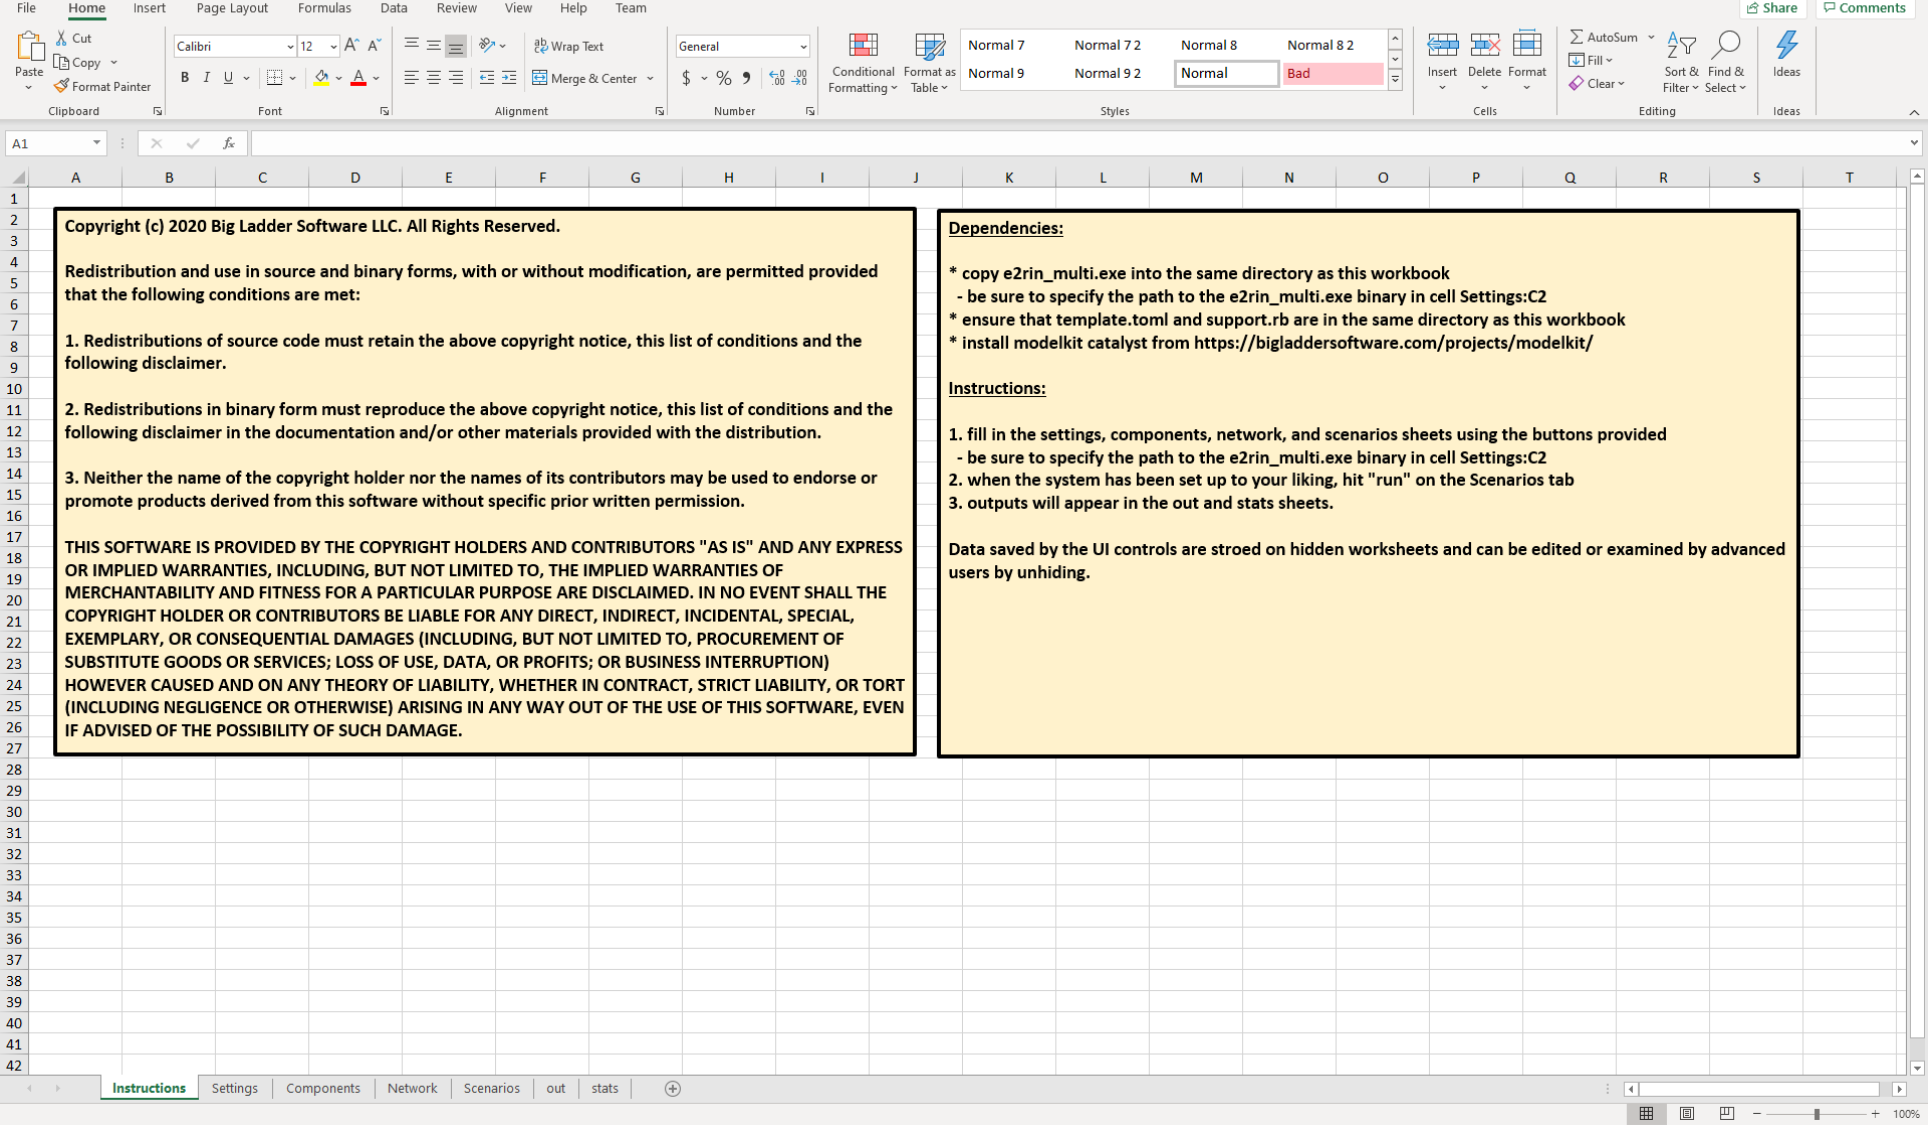 File Home Insert Page Layout Formulas Data Review View Help Team Share Comments
Paste Cut Copy Format Painter Clipboard
Calibri 12 B I U A Font
Wrap Text Merge & Center Alignment
General $ % Number
Conditional Formatting Format as Table
Normal 7 Normal 7 2 Normal 8 Normal 8 2
Normal 9 Normal 9 2 Normal Bad
Styles
Insert Delete Format Cells
AutoSum Fill Clear Sort & Filter Find & Select Editing
Ideas Ideas
A1 fx
A B C D E F G H I J K L M N O P Q R S T
1
2
3
4
5
6
7
8
9
10
11
12
13
14
15
16
17
18
19
20
21
22
23
24
25
26
27
28
29
30
31
32
33
34
35
36
37
38
39
40
41
42
Copyright (c) 2020 Big Ladder Software LLC. All Rights Reserved.
Redistribution and use in source and binary forms, with or without modification, are permitted provided
that the following conditions are met:
1. Redistributions of source code must retain the above copyright notice, this list of conditions and the
following disclaimer.
2. Redistributions in binary form must reproduce the above copyright notice, this list of conditions and the
following disclaimer in the documentation and/or other materials provided with the distribution.
3. Neither the name of the copyright holder nor the names of its contributors may be used to endorse or
promote products derived from this software without specific prior written permission.
THIS SOFTWARE IS PROVIDED BY THE COPYRIGHT HOLDERS AND CONTRIBUTORS "AS IS" AND ANY EXPRESS
OR IMPLIED WARRANTIES, INCLUDING, BUT NOT LIMITED TO, THE IMPLIED WARRANTIES OF
MERCHANTABILITY AND FITNESS FOR A PARTICULAR PURPOSE ARE DISCLAIMED. IN NO EVENT SHALL THE
COPYRIGHT HOLDER OR CONTRIBUTORS BE LIABLE FOR ANY DIRECT, INDIRECT, INCIDENTAL, SPECIAL,
EXEMPLARY, OR CONSEQUENTIAL DAMAGES (INCLUDING, BUT NOT LIMITED TO, PROCUREMENT OF
SUBSTITUTE GOODS OR SERVICES; LOSS OF USE, DATA, OR PROFITS; OR BUSINESS INTERRUPTION)
HOWEVER CAUSED AND ON ANY THEORY OF LIABILITY, WHETHER IN CONTRACT, STRICT LIABILITY, OR TORT
(INCLUDING NEGLIGENCE OR OTHERWISE) ARISING IN ANY WAY OUT OF THE USE OF THIS SOFTWARE, EVEN
IF ADVISED OF THE POSSIBILITY OF SUCH DAMAGE.
Dependencies:
* copy e2rin_multi.exe into the same directory as this workbook
- be sure to specify the path to the e2rin_multi.exe binary in cell Settings:C2
* ensure that template.toml and support.rb are in the same directory as this workbook
* install modelkit catalyst from https://bigladdersoftware.com/projects/modelkit/
Instructions:
1. fill in the settings, components, network, and scenarios sheets using the buttons provided
- be sure to specify the path to the e2rin_multi.exe binary in cell Settings:C2
2. when the system has been set up to your liking, hit "run" on the Scenarios tab
3. outputs will appear in the out and stats sheets.
Data saved by the UI controls are stroed on hidden worksheets and can be edited or examined by advanced
users by unhiding.
Instructions Settings Components Network Scenarios out stats
100%